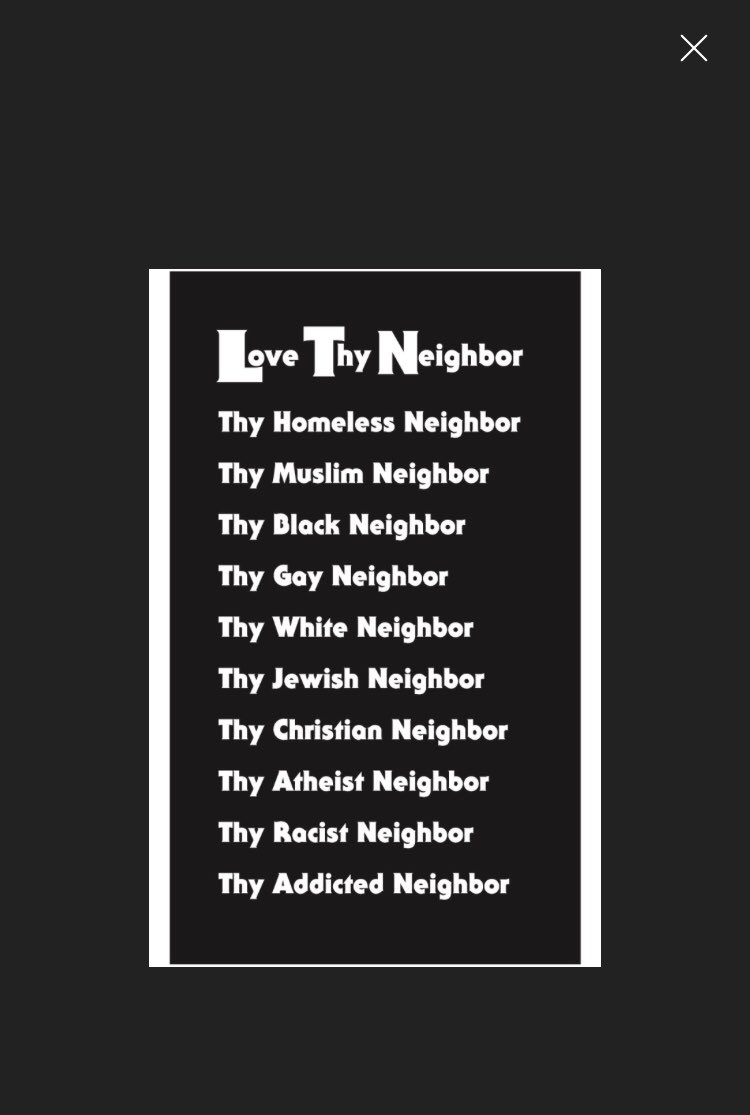 Love Thy Neighbor
Thy Homeless Neighbor
Thy Muslim Neighbor
Thy Black Neighbor
Thy Gay Neighbor
Thy White Neighbor
Thy Jewish Neighbor
Thy Christian Neighbor
Thy Atheist Neighbor
Thy Racist Neighbor
Thy Addicted Neighbor